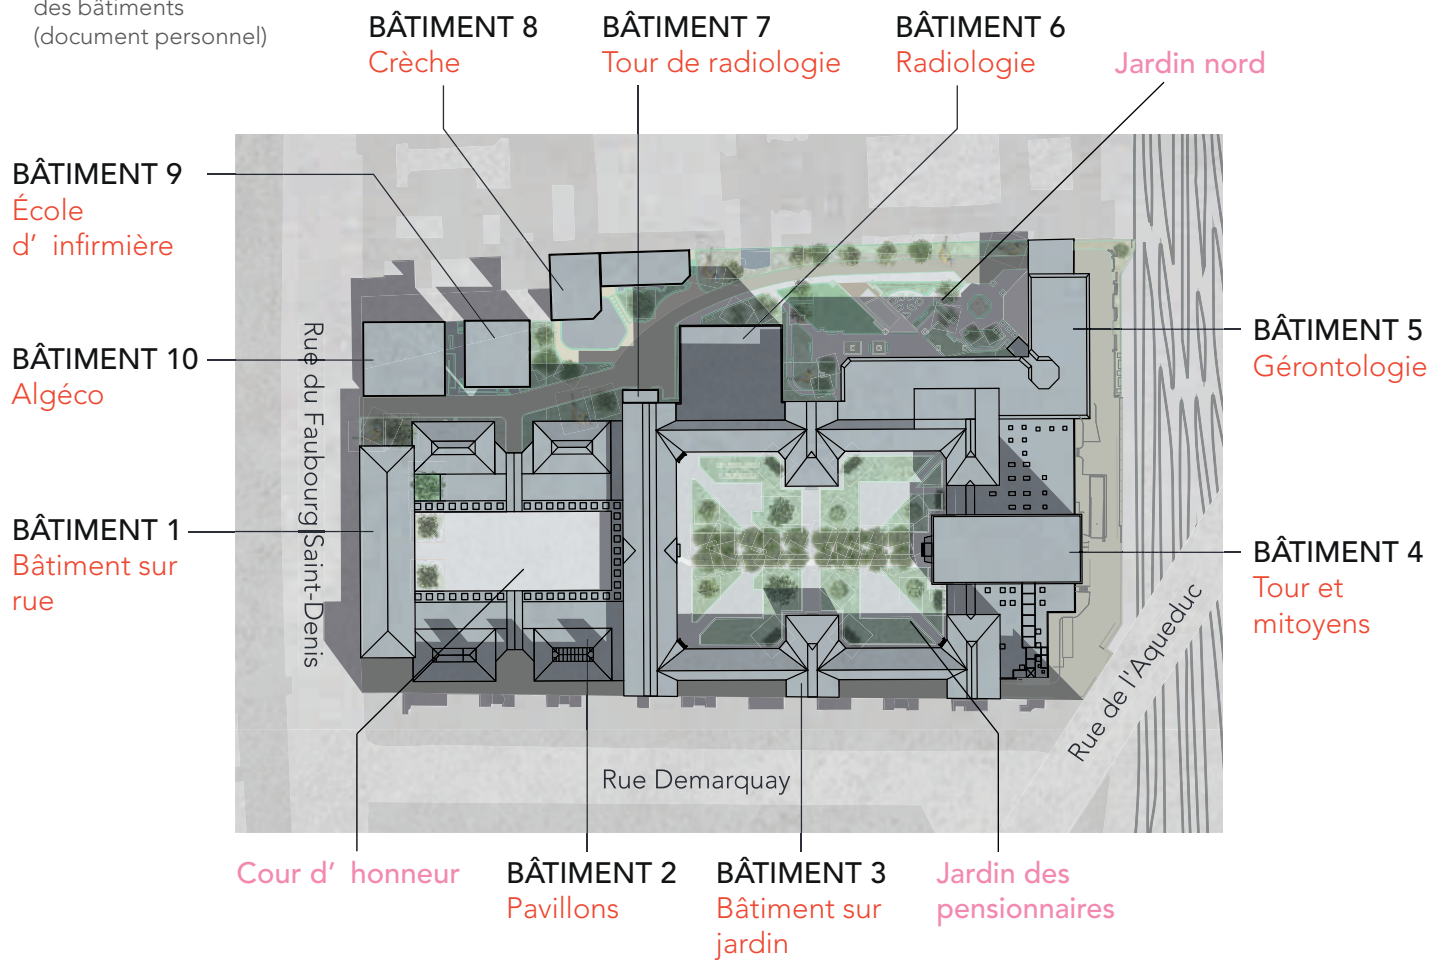 des bâtiments
(document personnel)
BÂTIMENT 8
Crèche
BÂTIMENT 7
Tour de radiologie
BÂTIMENT 6
Radiologie
Jardin nord
BÂTIMENT 9
École
d’ infirmière
BÂTIMENT 10
Algéco
BÂTIMENT 1
Bâtiment sur
rue
Rue du Faubourg Saint-Denis
BÂTIMENT 5
Gérontologie
BÂTIMENT 4
Tour et
mitoyens
Rue de l'Aqueduc
Rue Demarquay
Cour d’ honneur
BÂTIMENT 2
Pavillons
BÂTIMENT 3
Bâtiment sur
jardin
Jardin des
pensionnaires